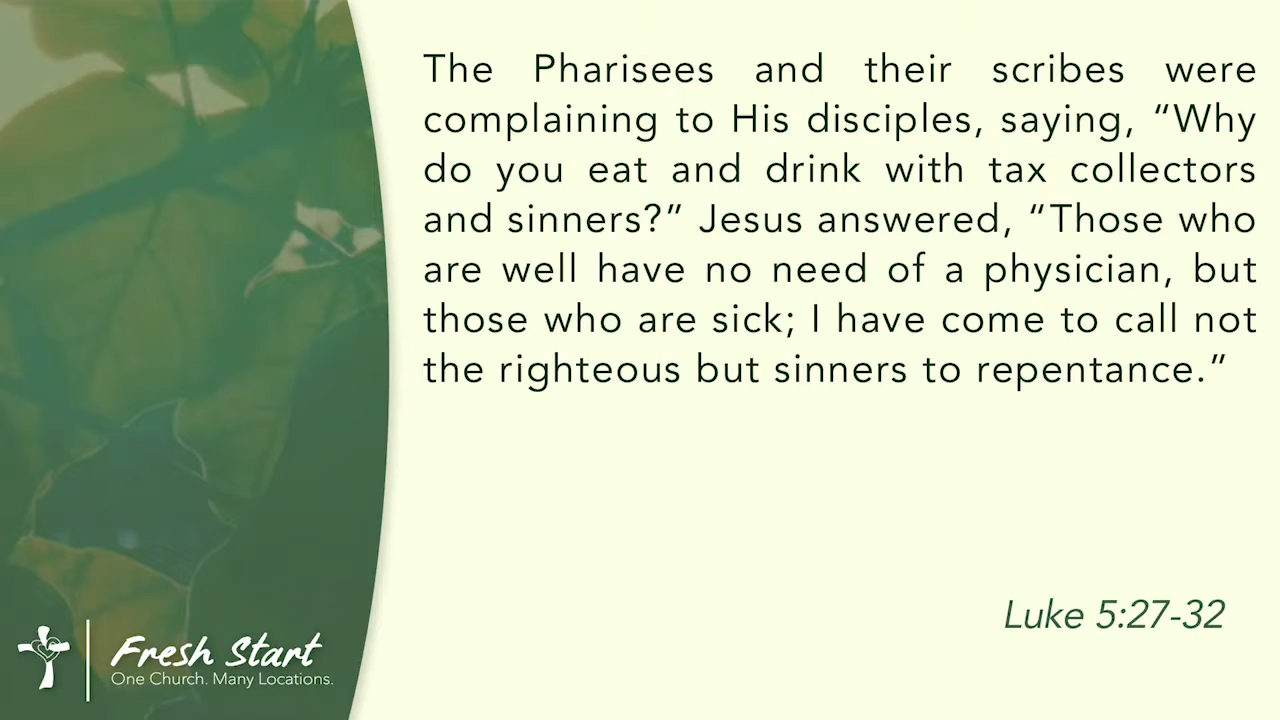 The Pharisees and their scribes were
complaining to His disciples, saying, “Why
do you eat and drink with tax collectors
and sinners?” Jesus answered, “Those who
are well have no need of a physician, but
those who are sick; I have come to call not
the righteous but sinners to repentance.”
Luke 5:27-32
Fresh Start
One Church. Many Locations.